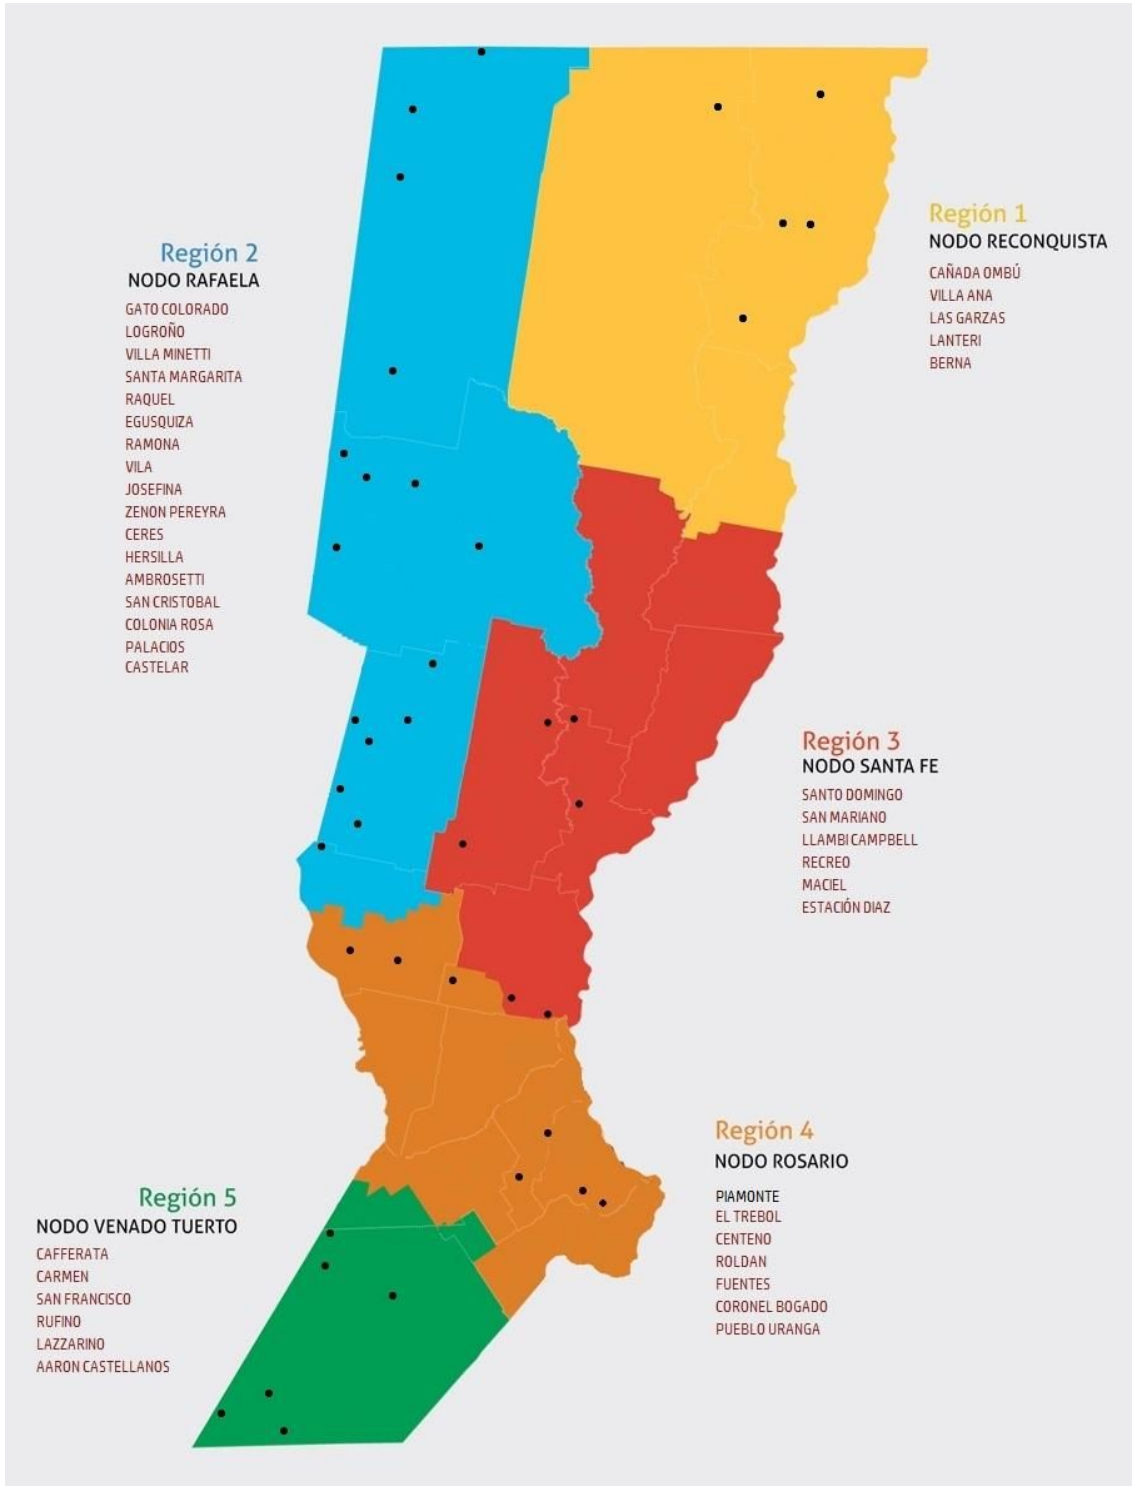 Región 1
NODO RECONQUISTA
CAÑADA OMBÚ
VILLA ANA
LAS GARZAS
LANTERI
BERNA
Región 2
NODO RAFAELA
GATO COLORADO
LOGROÑO
VILLA MINETTI
SANTA MARGARITA
RAQUEL
EGUSQUIZA
RAMONA
VILA
JOSEFINA
ZENON PEREYRA
CERES
HERSILLA
AMBROSETTI
SAN CRISTOBAL
COLONIA ROSA
PALACIOS
CASTELAR
Región 3
NODO SANTA FE
SANTO DOMINGO
SAN MARIANO
LLAMBI CAMPBELL
RECREO
MACIEL
ESTACIÓN DIAZ
Región 4
NODO ROSARIO
PIAMONTE
EL TREBOL
CENTENO
ROLDAN
FUENTES
CORONEL BOGADO
PUEBLO URANGA
Región 5
NODO VENADO TUERTO
CAFFERATA
CARMEN
SAN FRANCISCO
RUFINO
LAZZARINO
AARON CASTELLANOS